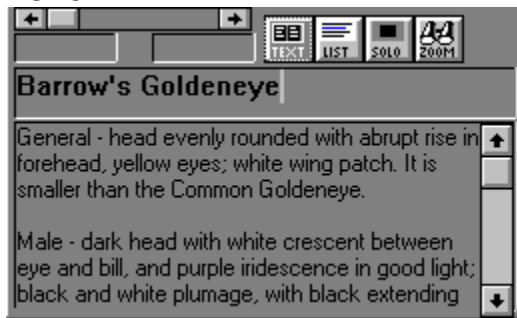 TEXT LIST SOLO ZOOM
Barrow's Goldeneye
General - head evenly rounded with abrupt rise in
forehead, yellow eyes; white wing patch. It is
smaller than the Common Goldeneye.
Male - dark head with white crescent between
eye and bill, and purple iridescence in good light;
black and white plumage, with black extending